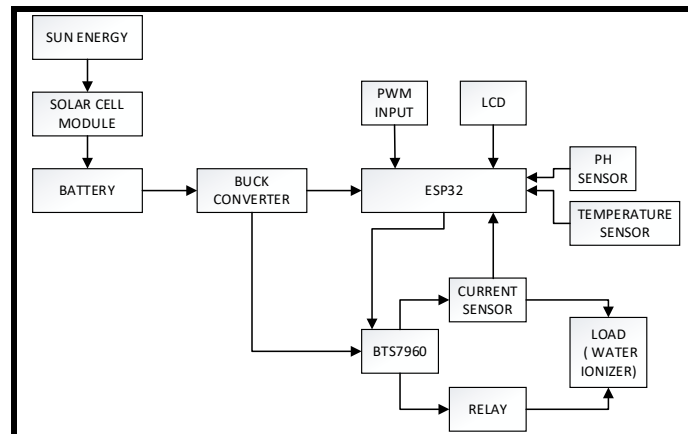 SUN ENERGY
SOLAR CELL
MODULE
BATTERY
BUCK
CONVERTER
PWM
INPUT
LCD
ESP32
PH
SENSOR
TEMPERATURE
SENSOR
CURRENT
SENSOR
BTS7960
LOAD
( WATER
IONIZER)
RELAY